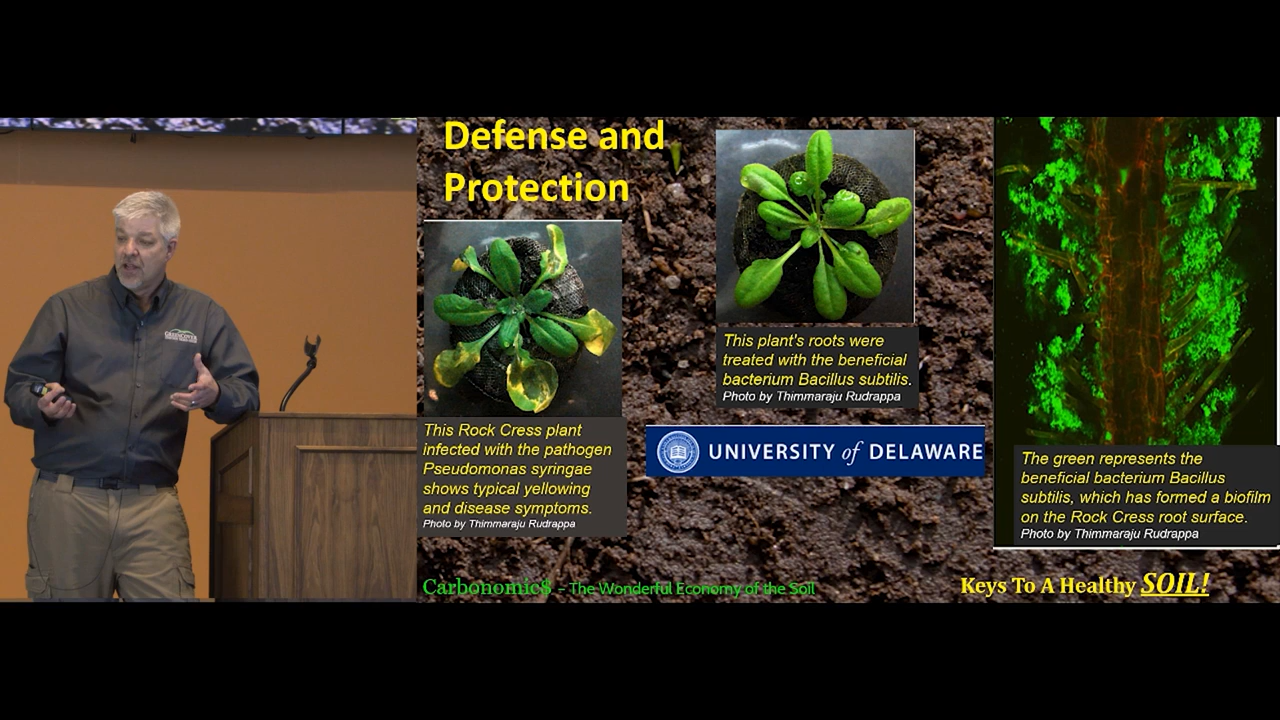 Defense and
Protection
This Rock Cress plant
infected with the pathogen
Pseudomonas syringae
shows typical yellowing
and disease symptoms.
Photo by Thimmaraju Rudrappa
This plant's roots were
treated with the beneficial
bacterium Bacillus subtilis.
Photo by Thimmaraju Rudrappa
UNIVERSITY of DELAWARE
The green represents the
beneficial bacterium Bacillus
subtilis, which has formed a biofilm
on the Rock Cress root surface.
Photo by Thimmaraju Rudrappa
Carbonomic$ – The Wonderful Economy of the Soil
Keys To A Healthy SOIL!
GREENCOVER